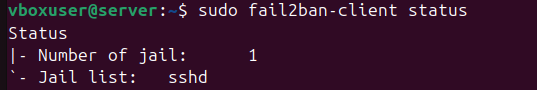 vboxuser@server:~$ sudo fail2ban-client status
Status
|- Number of jail:      1
`- Jail list:   sshd